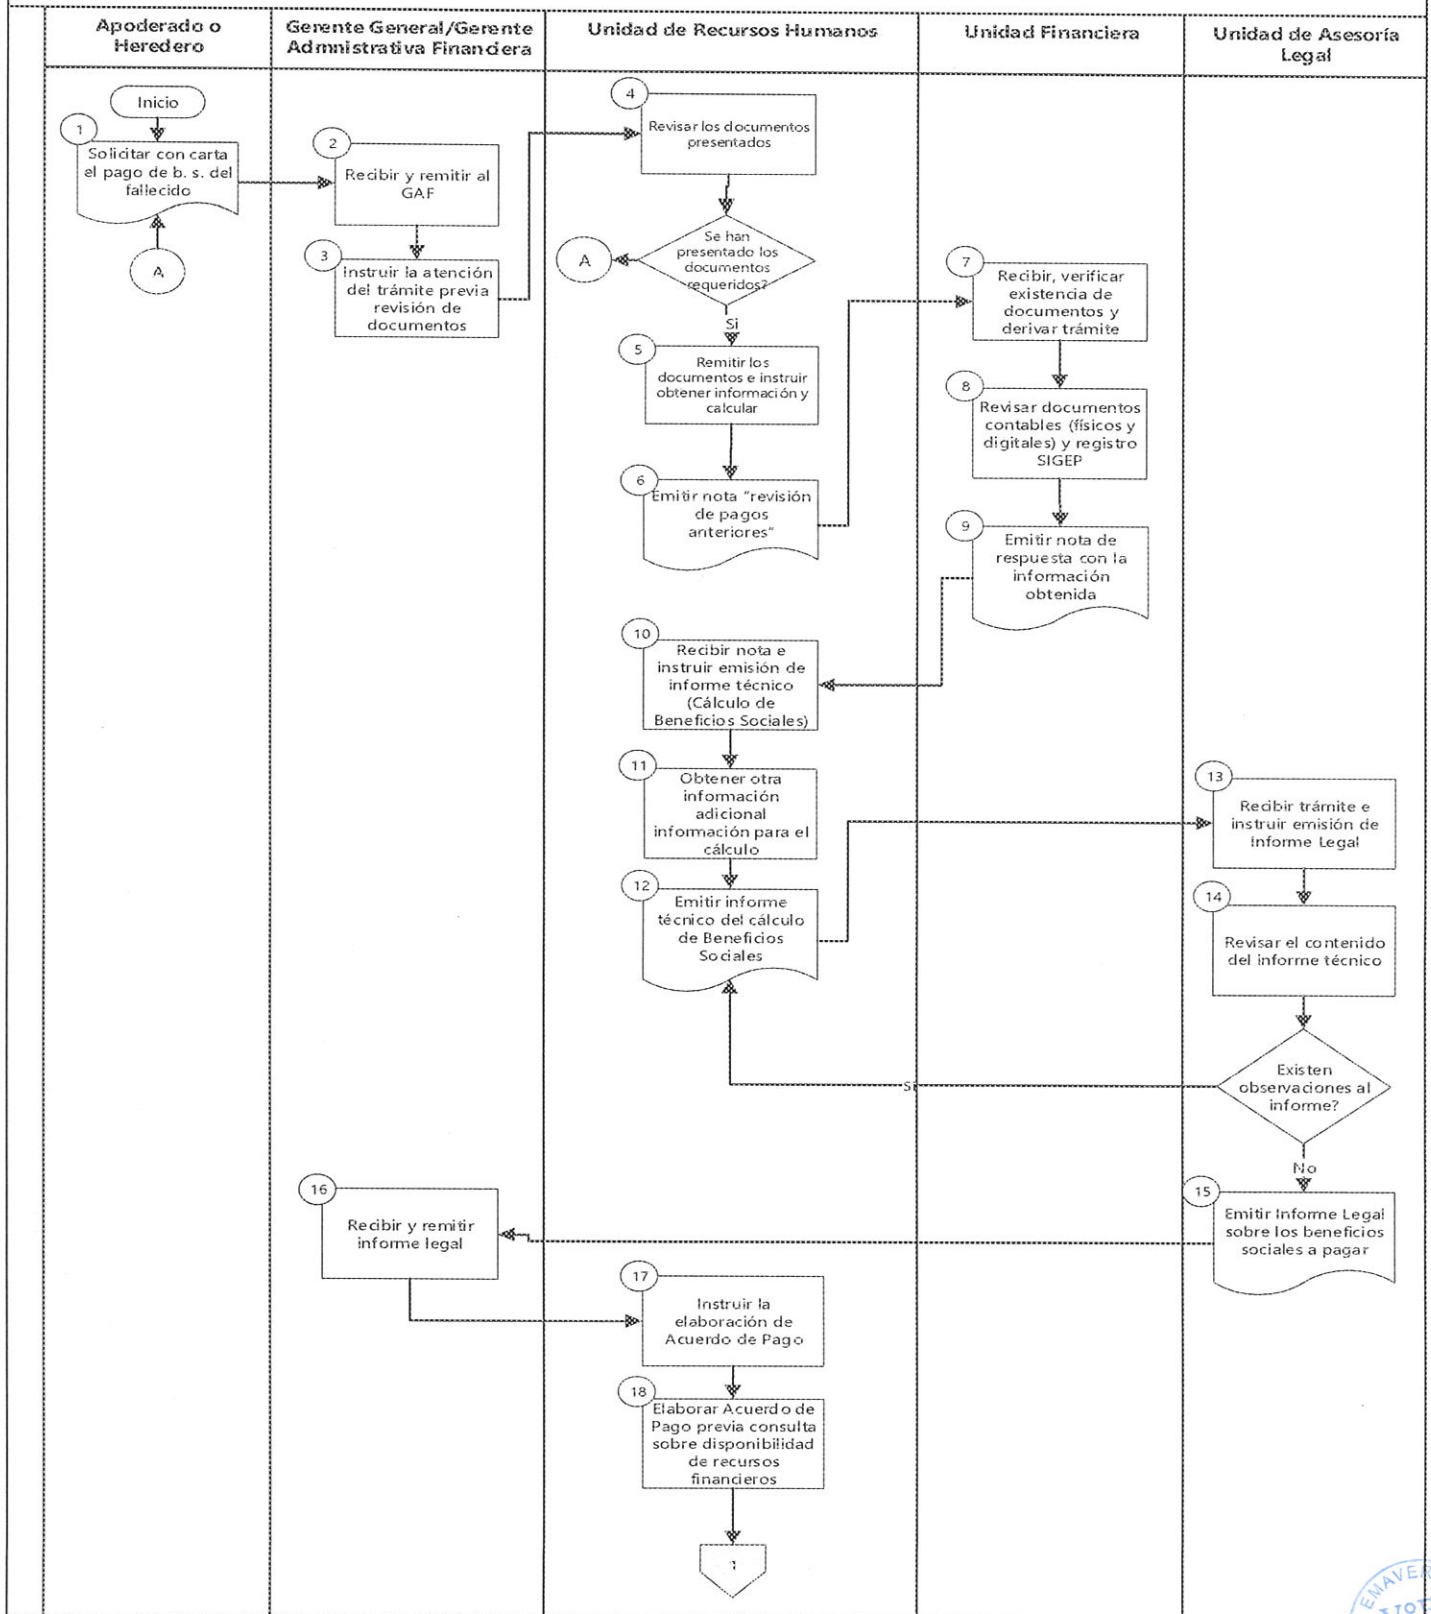 Apoderado o
Heredero
Gerente General/Gerente
Admnistrativa Financiera
Unidad de Recursos Humanos
Unidad Financiera
Unidad de Asesoría
Legal
Inicio
1
Solicitar con carta
el pago de b. s. del
fallecido
A
2
Recibir y remitir al
GAF
3
Instruir la atención
del trámite previa
revisión de
documentos
4
Revisar los documentos
presentados
Se han
presentado los
documentos
requeridos?
A
Si
5
Remitir los
documentos e instruir
obtener información y
calcular
6
Emitir nota "revisión
de pagos
anteriores"
7
Recibir, verificar
existencia de
documentos y
derivar trámite
8
Revisar documentos
contables (físicos y
digitales) y registro
SIGEP
9
Emitir nota de
respuesta con la
información
obtenida
10
Recibir nota e
instruir emisión de
informe técnico
(Cálculo de
Beneficios Sociales)
11
Obtener otra
información
adicional
información para el
cálculo
12
Emitir informe
técnico del cálculo
de Beneficios
Sociales
13
Recibir trámite e
instruir emisión de
Informe Legal
14
Revisar el contenido
del informe técnico
Existen
observaciones al
informe?
Si
No
15
Emitir Informe Legal
sobre los beneficios
sociales a pagar
16
Recibir y remitir
informe legal
17
Instruir la
elaboración de
Acuerdo de Pago
18
Elaborar Acuerdo de
Pago previa consulta
sobre disponibilidad
de recursos
financieros
1